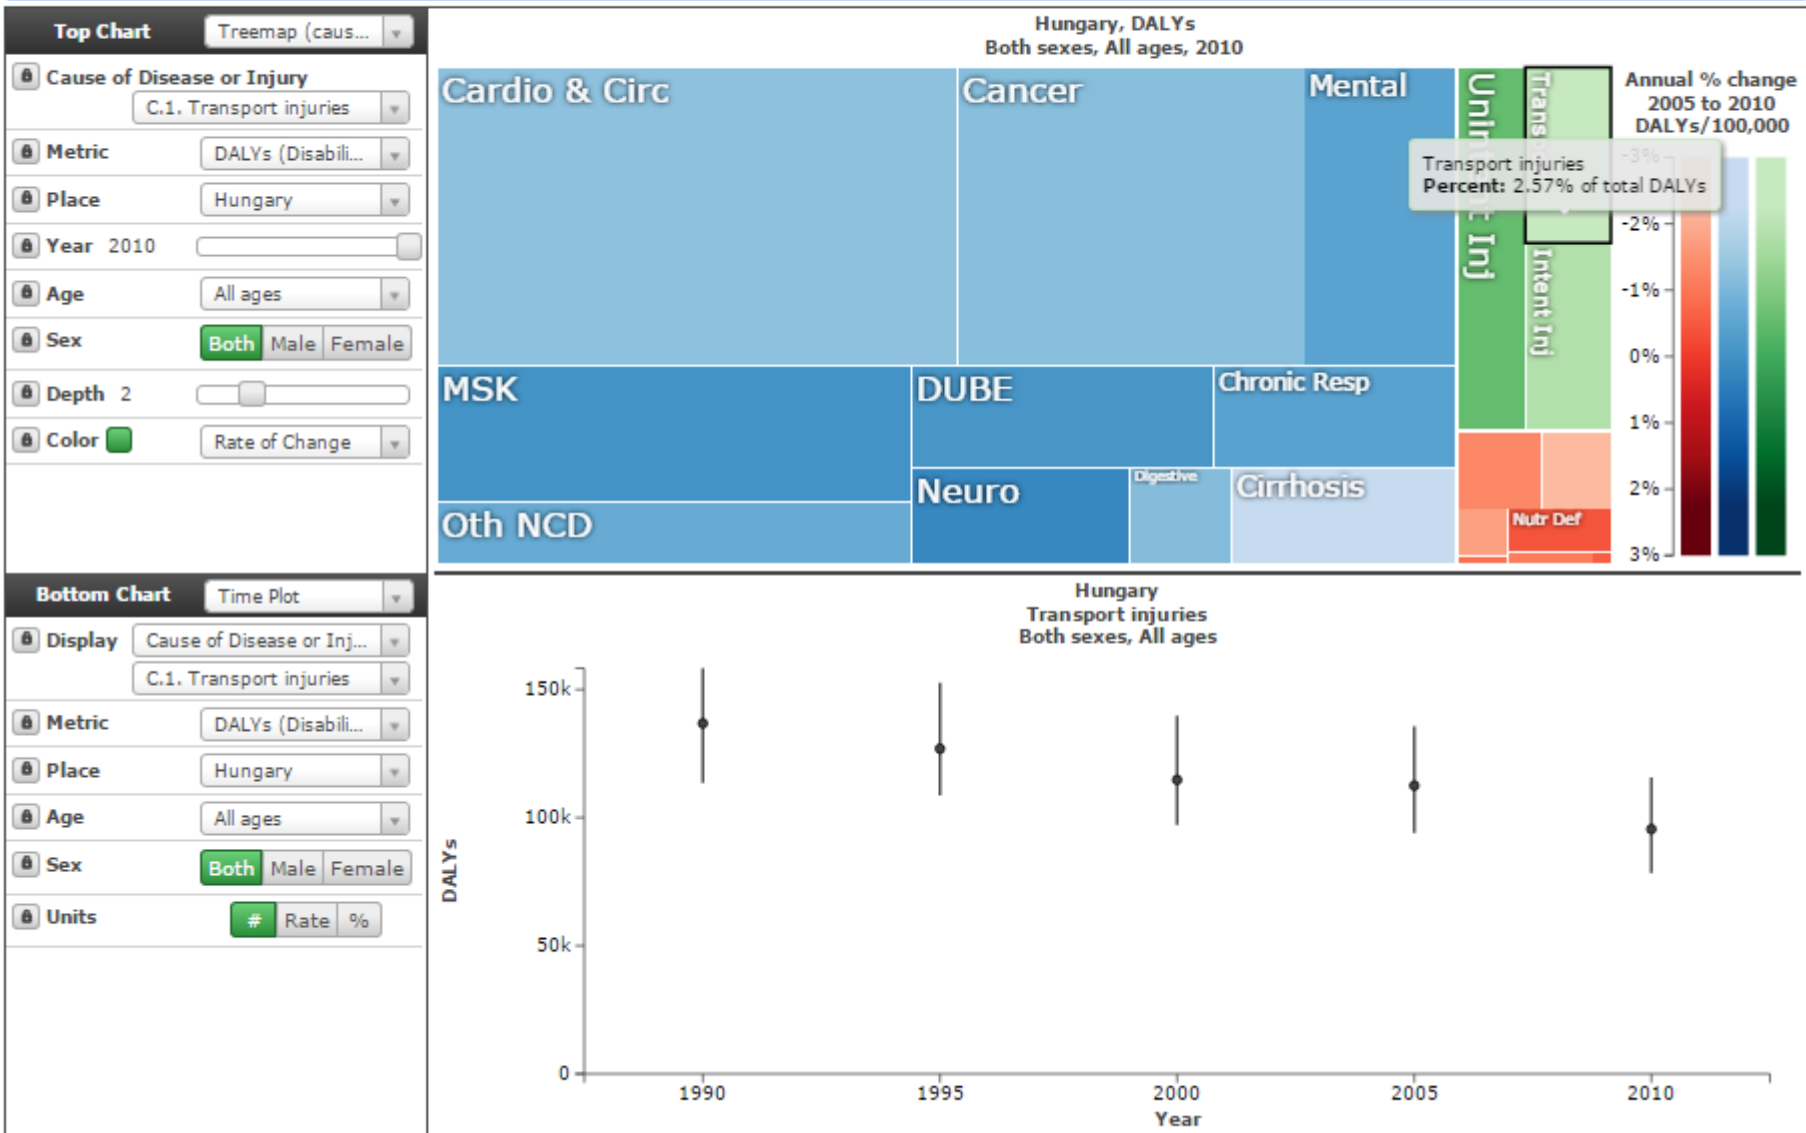 Top Chart
Treemap (caus...
Cause of Disease or Injury
C.1. Transport injuries
Metric
DALYs (Disabili...
Place
Hungary
Year 2010
Age
All ages
Sex
Both Male Female
Depth 2
Color
Rate of Change
Hungary, DALYs
Both sexes, All ages, 2010
Cardio & Circ
Cancer
Mental
MSK
DUBE
Chronic Resp
Oth NCD
Neuro
Digestive
Cirrhosis
Intent Inj
Nutr Def
Transport injuries
Percent: 2.57% of total DALYs
Annual % change
2005 to 2010
DALYs/100,000
-3%
-2%
-1%
0%
1%
2%
3%
Bottom Chart
Time Plot
Display
Cause of Disease or Inj...
C.1. Transport injuries
Metric
DALYs (Disabili...
Place
Hungary
Age
All ages
Sex
Both Male Female
Units
# Rate %
Hungary
Transport injuries
Both sexes, All ages
DALYs
150k
100k
50k
0
1990 1995 2000 2005 2010
Year